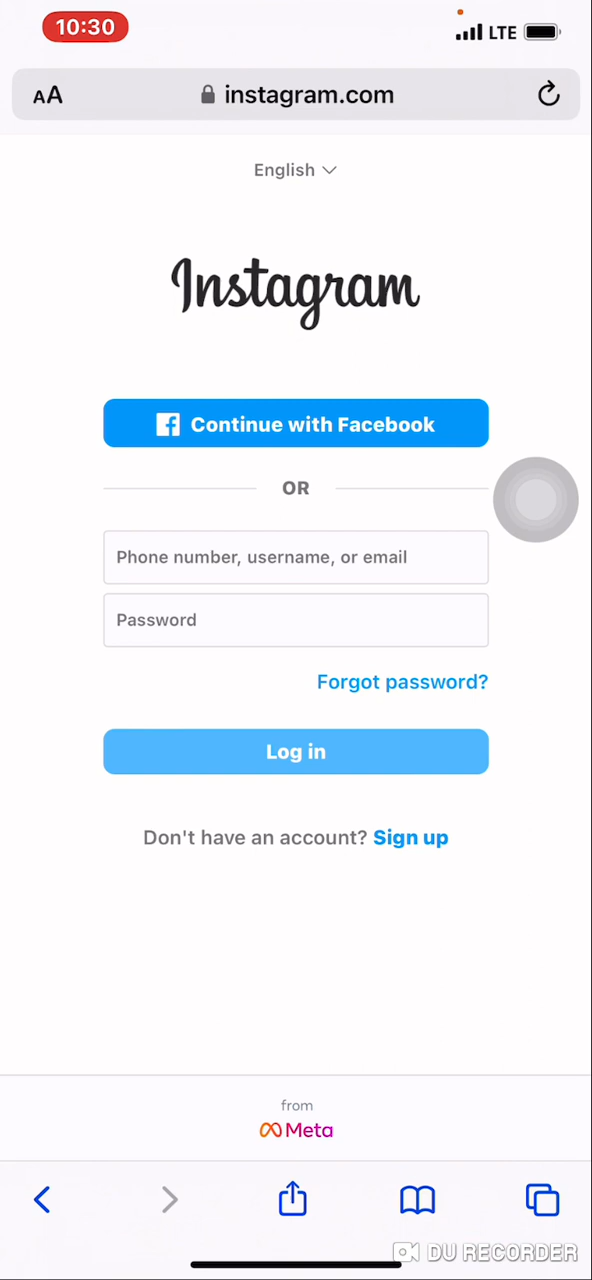 10:30
LTE
AA
instagram.com
English
Instagram
Continue with Facebook
OR
Phone number, username, or email
Password
Forgot password?
Log in
Don't have an account? Sign up
from
Meta
DU RECORDER